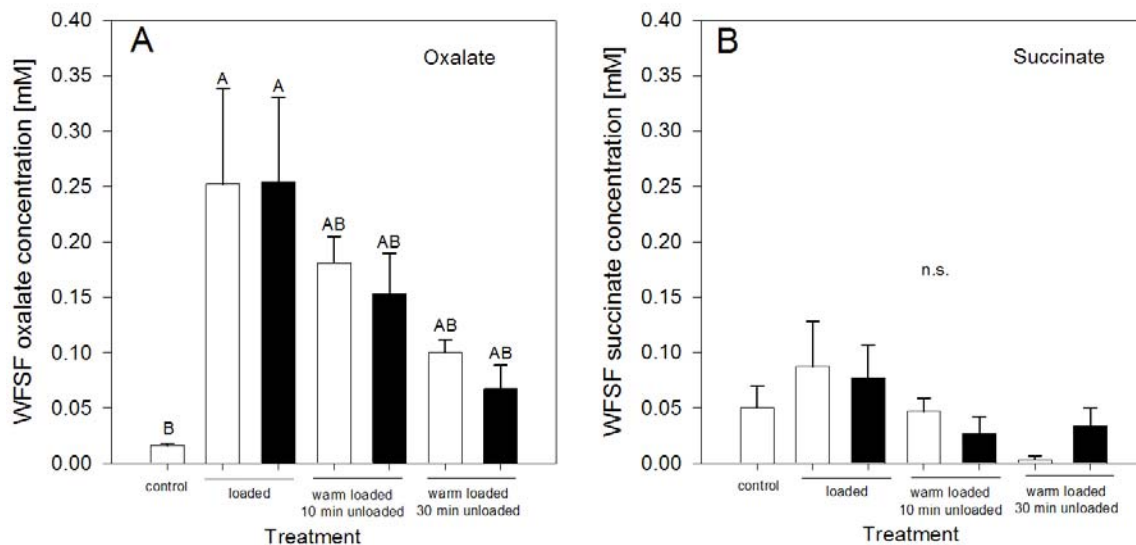 A
Oxalate
WFSF oxalate concentration [mM]
0.40
0.35
0.30
0.25
0.20
0.15
0.10
0.05
0.00
B
A
A
AB
AB
AB
AB
control
loaded
warm loaded
10 min unloaded
warm loaded
30 min unloaded
Treatment
B
Succinate
WFSF succinate concentration [mM]
0.40
0.35
0.30
0.25
0.20
0.15
0.10
0.05
0.00
n.s.
control
loaded
warm loaded
10 min unloaded
warm loaded
30 min unloaded
Treatment